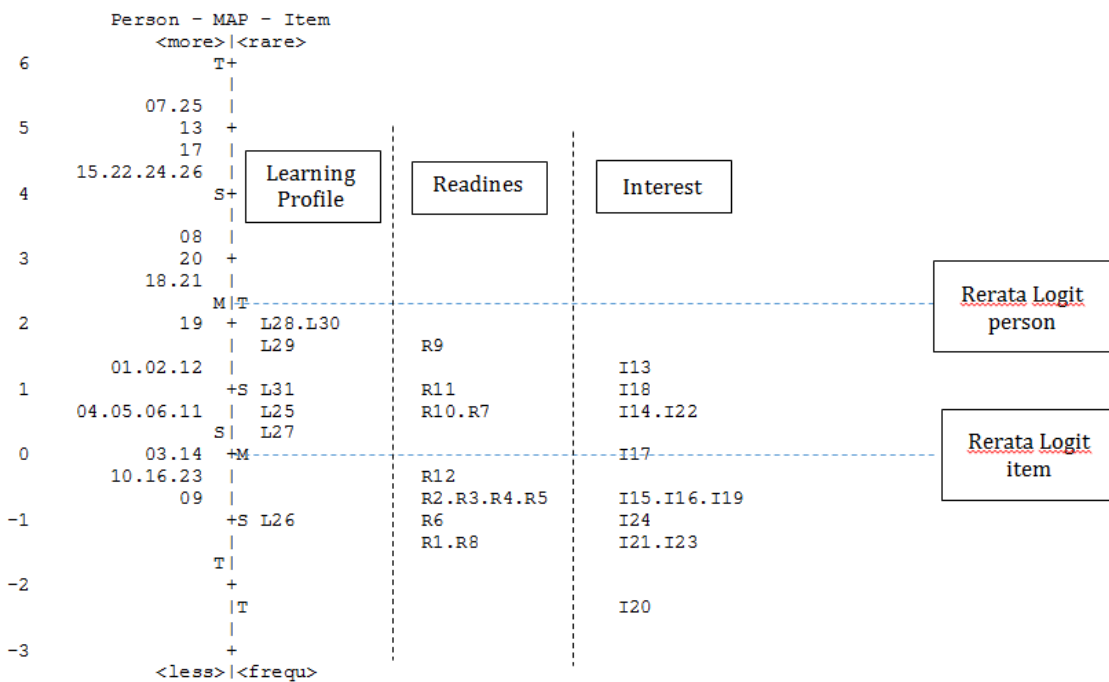 Person - MAP - Item
<more>|<rare>
6 T+
|
07.25 |
5 13 +
17 |
15.22.24.26 |
Learning Profile
Readines
Interest
4 S+
|
08 |
3 20 +
18.21 |
M|T
Rerata Logit person
2 19 + L28.L30
| L29 R9
01.02.12 | I13
1 +S L31 R11 I18
04.05.06.11 | L25 R10.R7 I14.I22
S| L27
0 03.14 +M I17
Rerata Logit item
10.16.23 | R12
09 | R2.R3.R4.R5 I15.I16.I19
-1 +S L26 R6 I24
| R1.R8 I21.I23
T|
-2 +
|T I20
|
-3 +
<less>|<frequ>